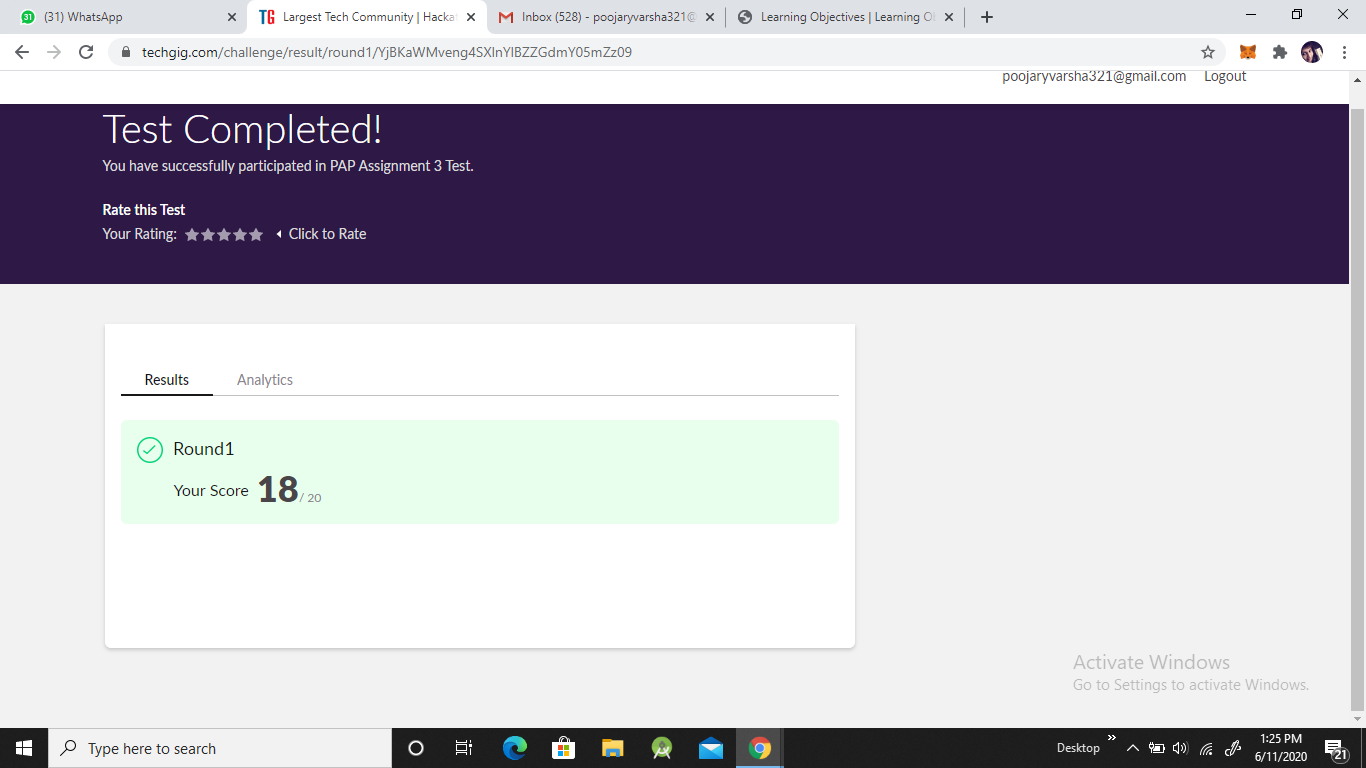 (31) WhatsApp
TG Largest Tech Community | Hacka
Inbox (528) - poojaryvarsha321@
Learning Objectives | Learning O
techgig.com/challenge/result/round1/YjBKaWMveng4SXlnYlBZZGdmY05mZz09
poojaryvarsha321@gmail.com Logout
Test Completed!
You have successfully participated in PAP Assignment 3 Test.
Rate this Test
Your Rating: Click to Rate
Results Analytics
Round1
Your Score 18 / 20
Activate Windows
Go to Settings to activate Windows.
Type here to search
Desktop
1:25 PM
6/11/2020
21